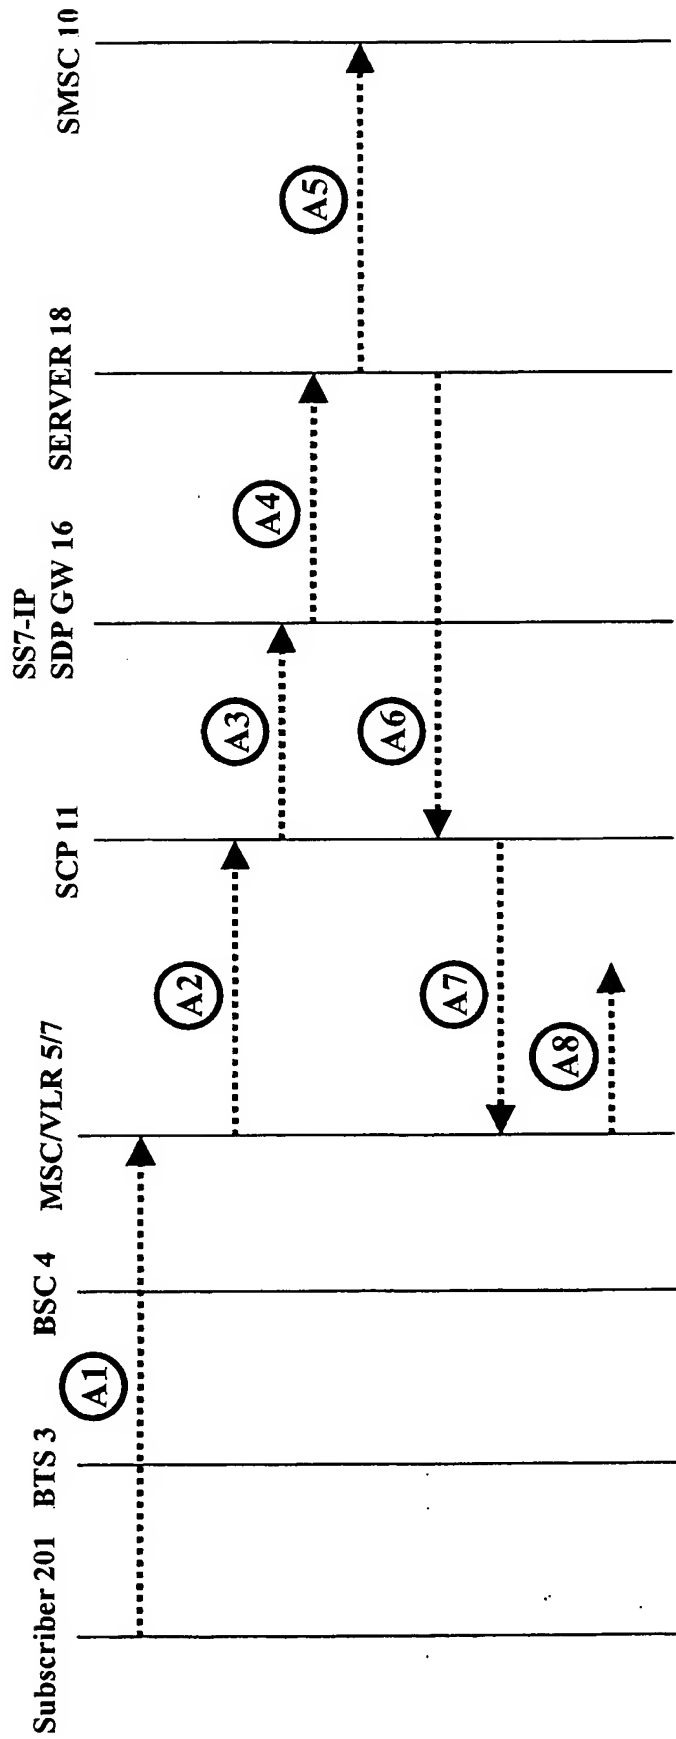 Subscriber 201
BTS 3
BSC 4
MSC/VLR 5/7
SCP 11
SS7-IP
SDP GW 16
SERVER 18
SMSC 10
A1
A2
A3
A4
A5
A6
A7
A8